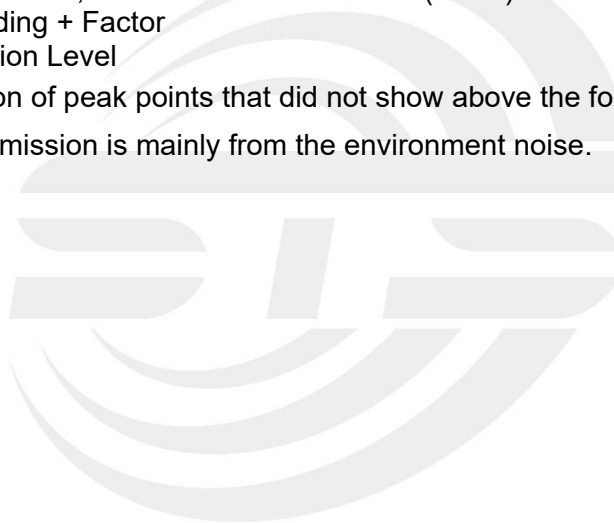 ding + Factor
ion Level
on of peak points that did not show above the fo
mission is mainly from the environment noise.
STS